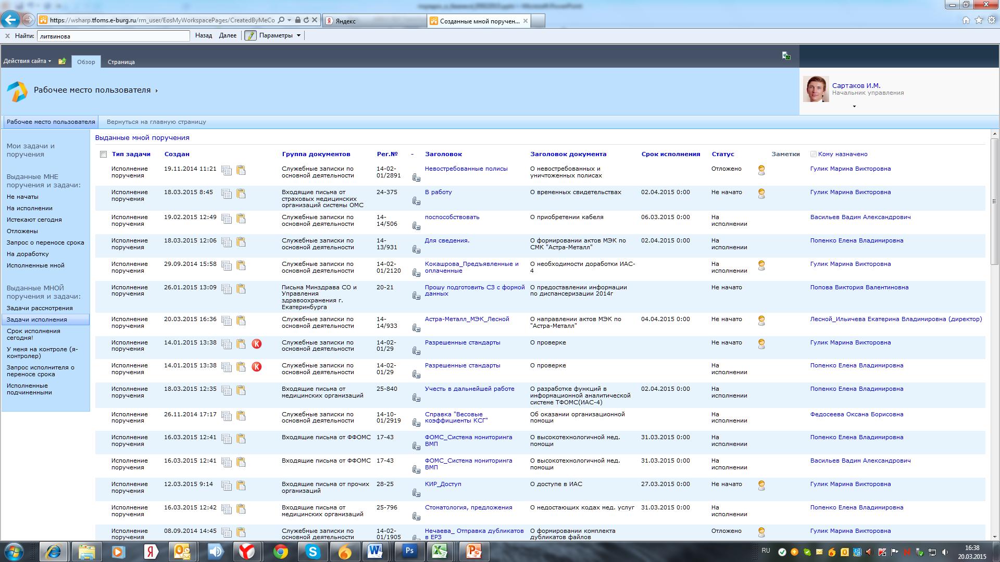 https://wsharp.tfoms.e-burg.ru/rm_user/EosMyWorkspacePages/CreatedByMeCo
Яндекс
Созданные мной поручен...
Найти: литвинова Назад Далее Параметры
Действия сайта Обзор Страница
Рабочее место пользователя
Сартаков И.М.
Начальник управления
Рабочее место пользователя Вернуться на главную страницу
Мои задачи и
поручения
Выданные МНЕ
поручения и задачи:
Не начаты
На исполнении
Истекают сегодня
Отложены
Запрос о переносе срока
На доработку
Исполненные мной
Выданные МНОЙ
поручения и задачи:
Задачи рассмотрения
Задачи исполнения
Срок исполнения
сегодня!
У меня на контроле (я-
контролер)
Запрос исполнителя о
переносе срока
Исполненные
подчиненными
Выданные мной поручения
Тип задачи Создан Группа документов Рег.№ - Заголовок Заголовок документа Срок исполнения Статус Заметки Кому назначено
Исполнение 19.11.2014 11:21 Служебные записки по 14-02- Невостребованные полисы О невостребованных и Отложено Гулик Марина Викторовна
поручения основной деятельности 01/2891 уничтоженных полисах
Исполнение 18.03.2015 8:45 Входящие письма от 24-375 В работу О временных свидетельствах 02.04.2015 0:00 Не начато Гулик Марина Викторовна
поручения страховых медицинских
организаций системы ОМС
Исполнение 19.02.2015 12:49 Служебные записки по 14- поспособствовать О приобретении кабеля 06.03.2015 0:00 На Васильев Вадим Александрович
поручения основной деятельности 14/506 исполнении
Исполнение 18.03.2015 12:06 Служебные записки по 14- Для сведения. О формировании актов МЭК по 02.04.2015 0:00 На Попенко Елена Владимировна
поручения основной деятельности 13/931 СМК "Астра-Металл" исполнении
Исполнение 29.09.2014 15:58 Служебные записки по 14-02- Кокашрова_Предъявленные и О необходимости доработки ИАС- На Гулик Марина Викторовна
поручения основной деятельности 01/2120 оплаченные 4 исполнении
Исполнение 26.01.2015 13:09 Письма Минздрава СО и 20-21 Прошу подготовить СЗ с формой О предоставлении информации Не начато Попова Виктория Валентиновна
поручения Управления данных по диспансеризации 2014г
здравоохранения г.
Екатеринбурга
Исполнение 20.03.2015 16:36 Служебные записки по 14- Астра-Металл_МЭК_Лесной О направлении актов МЭК по 04.04.2015 0:00 Не начато Лесной_Ильичева Екатерина Владимировна (директор)
поручения основной деятельности 14/933 "Астра-Металл"
Исполнение 14.01.2015 13:38 К Служебные записки по 14-02- Разрешенные стандарты О проверке Не начато Гулик Марина Викторовна
поручения основной деятельности 01/29
Исполнение 14.01.2015 13:38 К Служебные записки по 14-02- Разрешенные стандарты О проверке На Попенко Елена Владимировна
поручения основной деятельности 01/29 исполнении
Исполнение 18.03.2015 12:35 Входящие письма от 25-840 Учесть в дальнейшей работе О разработке функций в 02.04.2015 0:00 На Попенко Елена Владимировна
поручения медицинских организаций информационной аналитической исполнении
системе ТФОМС(ИАС-4)
Исполнение 26.11.2014 17:17 Служебные записки по 14-10- Справка "Весовые Об оказании организационной На Федосеева Оксана Борисовна
поручения основной деятельности 01/2919 коэффициенты КСГ" помощи исполнении
Исполнение 16.03.2015 12:41 Входящие письма от ФФОМС 17-43 ФОМС_Система мониторинга О высокотехнологичной мед. 31.03.2015 0:00 На Попенко Елена Владимировна
поручения ВМП помощи исполнении
Исполнение 16.03.2015 12:41 Входящие письма от ФФОМС 17-43 ФОМС_Система мониторинга О высокотехнологичной мед. 31.03.2015 0:00 На Васильев Вадим Александрович
поручения ВМП помощи исполнении
Исполнение 12.03.2015 9:14 Входящие письма от прочих 28-25 КИР_Доступ О доступе в ИАС 27.03.2015 0:00 Не начато Гулик Марина Викторовна
поручения организаций
Исполнение 16.03.2015 12:42 Входящие письма от 25-796 Стоматология, предложения О недостающих кодах мед. услуг 31.03.2015 0:00 На Попенко Елена Владимировна
поручения медицинских организаций исполнении
Исполнение 08.09.2014 14:45 Служебные записки по 14-02- Нечаева_ Отправка дубликатов О формировании комплекта Отложено Гулик Марина Викторовна
поручения основной деятельности 01/1905 в ЕРЗ дубликатов файлов
RU 16:38
20.03.2015